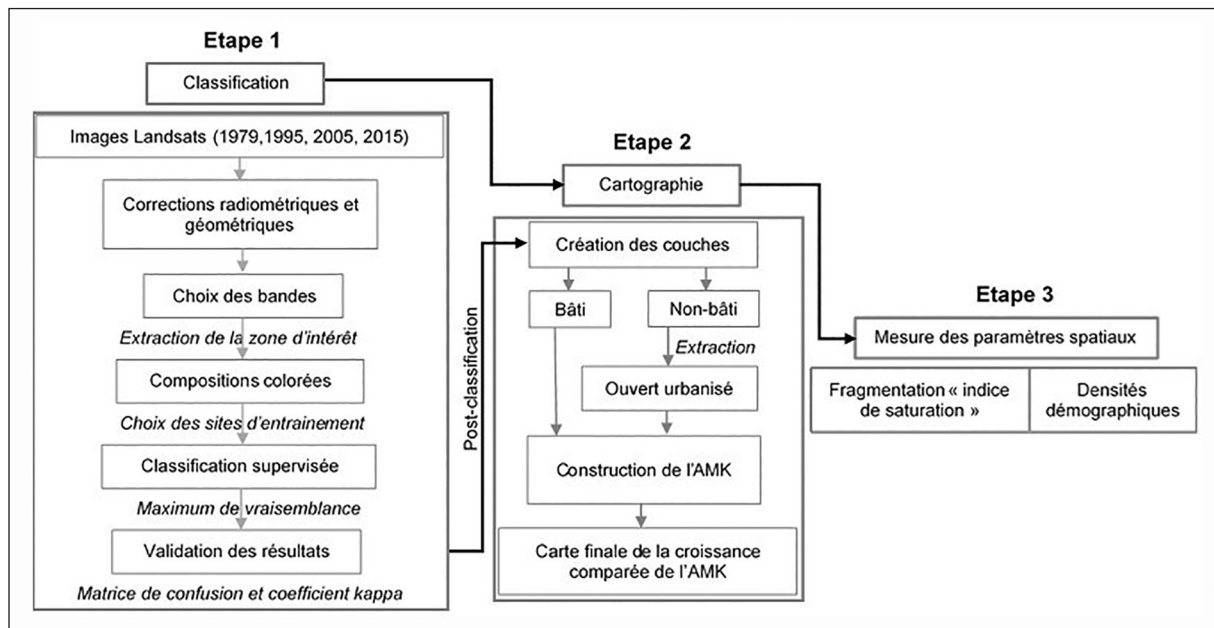 Etape 1
Classification
Images Landsats (1979,1995, 2005, 2015)
Corrections radiométriques et
géométriques
Choix des bandes
Extraction de la zone d'intérêt
Compositions colorées
Choix des sites d'entrainement
Classification supervisée
Maximum de vraisemblance
Validation des résultats
Matrice de confusion et coefficient kappa
Post-classification
Etape 2
Cartographie
Création des couches
Bâti
Non-bâti
Extraction
Ouvert urbanisé
Construction de l'AMK
Carte finale de la croissance
comparée de l'AMK
Etape 3
Mesure des paramètres spatiaux
Fragmentation « indice
de saturation »
Densités
démographiques